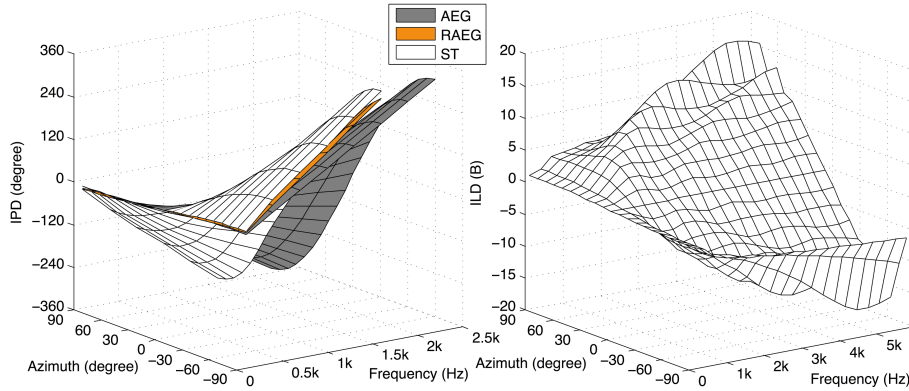 AEG
RAEG
ST
IPD (degree)
360
240
120
0
−120
−240
−360
90
60
30
0
−30
−60
−90
Azimuth (degree)
0
0.5k
1k
1.5k
2k
2.5k
Frequency (Hz)
ILD (B)
20
15
10
5
0
−5
−10
−15
−20
90
60
30
0
−30
−60
−90
Azimuth (degree)
0
1k
2k
3k
4k
5k
Frequency (Hz)